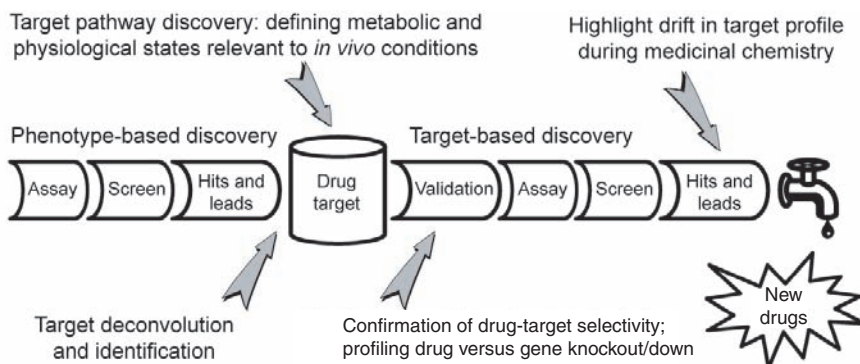 Target pathway discovery: defining metabolic and
physiological states relevant to in vivo conditions
Highlight drift in target profile
during medicinal chemistry
Phenotype-based discovery
Target-based discovery
Assay
Screen
Hits and
leads
Drug
target
Validation
Assay
Screen
Hits and
leads
New
drugs
Target deconvolution
and identification
Confirmation of drug-target selectivity;
profiling drug versus gene knockout/down